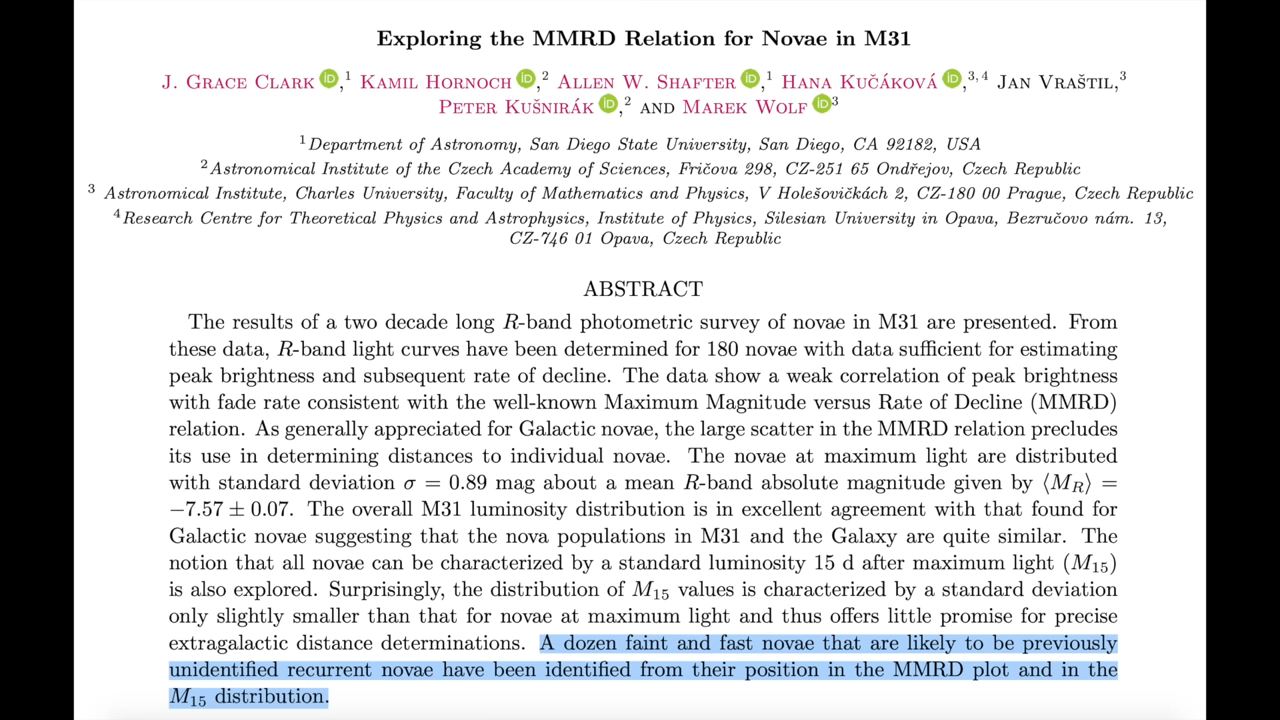 Exploring the MMRD Relation for Novae in M31
J. Grace Clark iD,1 Kamil Hornoch iD,2 Allen W. Shafter iD,1 Hana Kučáková iD,3,4 Jan Vraštil,3
Peter Kušnirák iD,2 and Marek Wolf iD3
1Department of Astronomy, San Diego State University, San Diego, CA 92182, USA
2Astronomical Institute of the Czech Academy of Sciences, Fričova 298, CZ-251 65 Ondřejov, Czech Republic
3 Astronomical Institute, Charles University, Faculty of Mathematics and Physics, V Holešovičkách 2, CZ-180 00 Prague, Czech Republic
4Research Centre for Theoretical Physics and Astrophysics, Institute of Physics, Silesian University in Opava, Bezručovo nám. 13,
CZ-746 01 Opava, Czech Republic
ABSTRACT
The results of a two decade long R-band photometric survey of novae in M31 are presented. From
these data, R-band light curves have been determined for 180 novae with data sufficient for estimating
peak brightness and subsequent rate of decline. The data show a weak correlation of peak brightness
with fade rate consistent with the well-known Maximum Magnitude versus Rate of Decline (MMRD)
relation. As generally appreciated for Galactic novae, the large scatter in the MMRD relation precludes
its use in determining distances to individual novae. The novae at maximum light are distributed
with standard deviation σ = 0.89 mag about a mean R-band absolute magnitude given by ⟨MR⟩ =
−7.57 ± 0.07. The overall M31 luminosity distribution is in excellent agreement with that found for
Galactic novae suggesting that the nova populations in M31 and the Galaxy are quite similar. The
notion that all novae can be characterized by a standard luminosity 15 d after maximum light (M15)
is also explored. Surprisingly, the distribution of M15 values is characterized by a standard deviation
only slightly smaller than that for novae at maximum light and thus offers little promise for precise
extragalactic distance determinations. A dozen faint and fast novae that are likely to be previously
unidentified recurrent novae have been identified from their position in the MMRD plot and in the
M15 distribution.